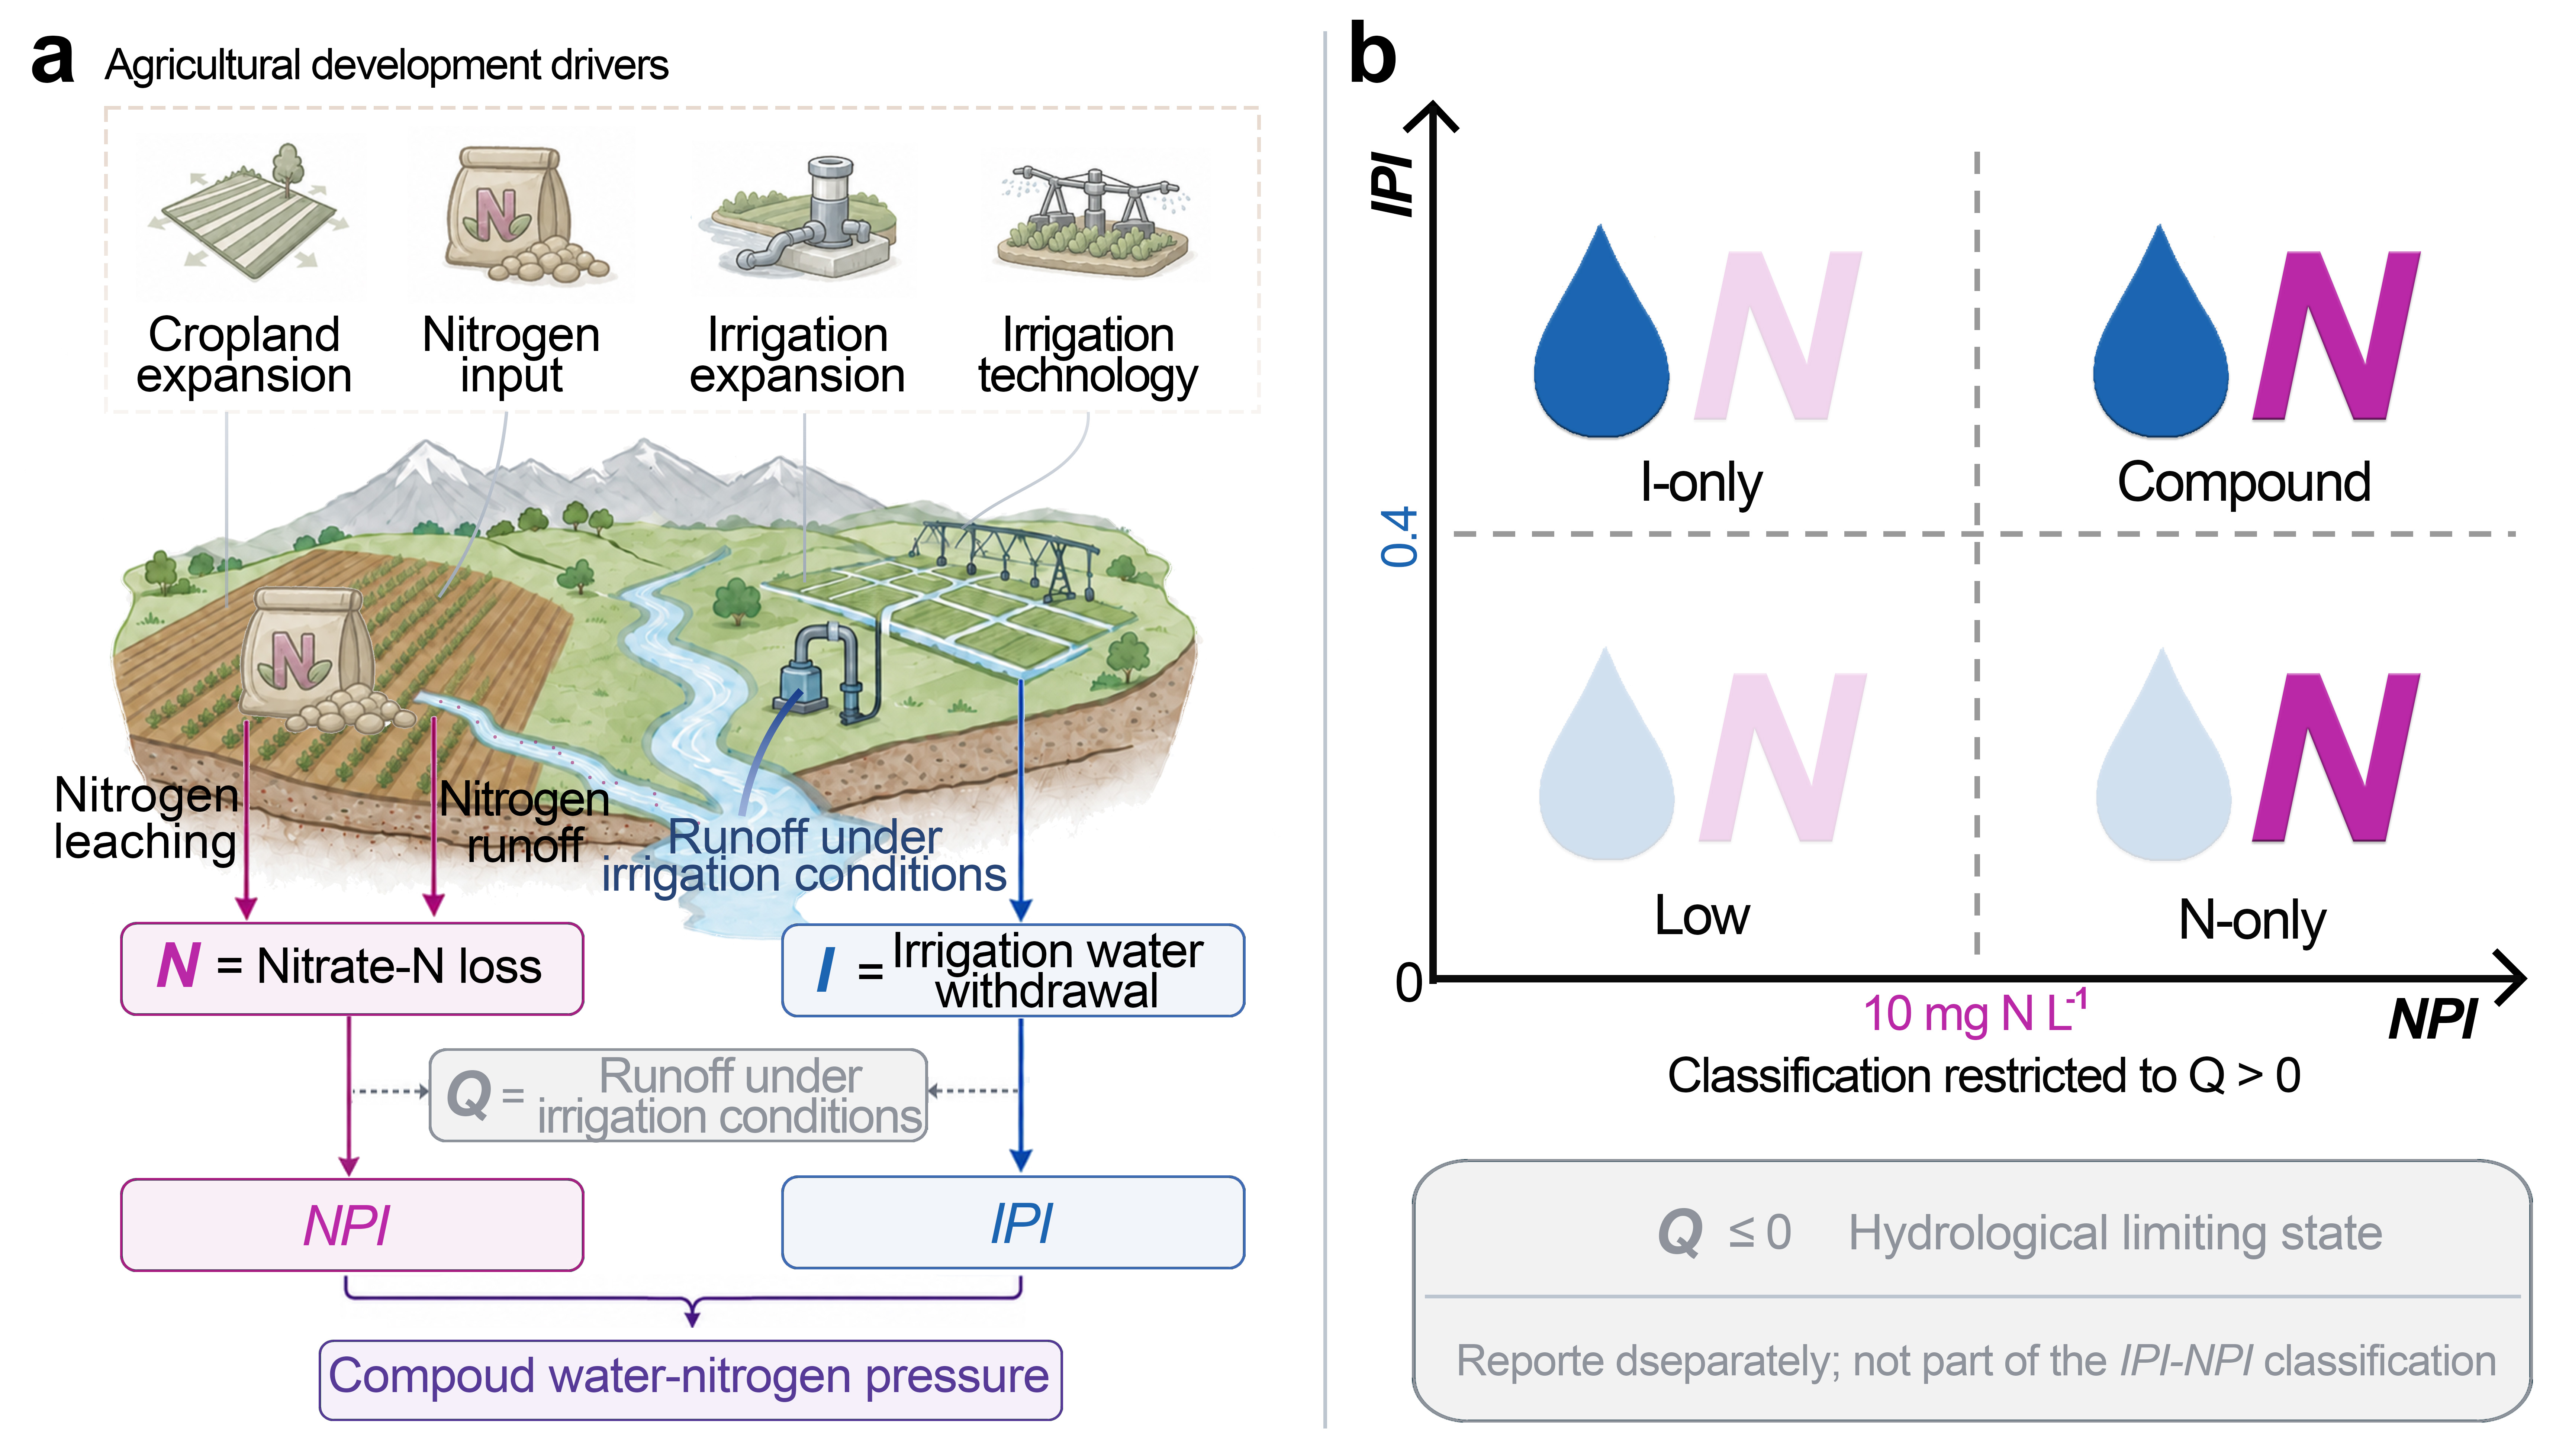 a
Agricultural development drivers
N
Cropland
expansion
Nitrogen
input
Irrigation
expansion
Irrigation
technology
N
Nitrogen
leaching
Nitrogen
runoff
Runoff under
irrigation conditions
N = Nitrate-N loss
I = Irrigation water
withdrawal
Q = Runoff under
irrigation conditions
NPI
IPI
Compoud water-nitrogen pressure
b
IPI
N
I-only
N
Compound
0.4
N
Low
N
N-only
0
10 mg N L⁻¹
NPI
Classification restricted to Q > 0
Q ≤ 0 Hydrological limiting state
Reporte dseparately; not part of the IPI-NPI classification